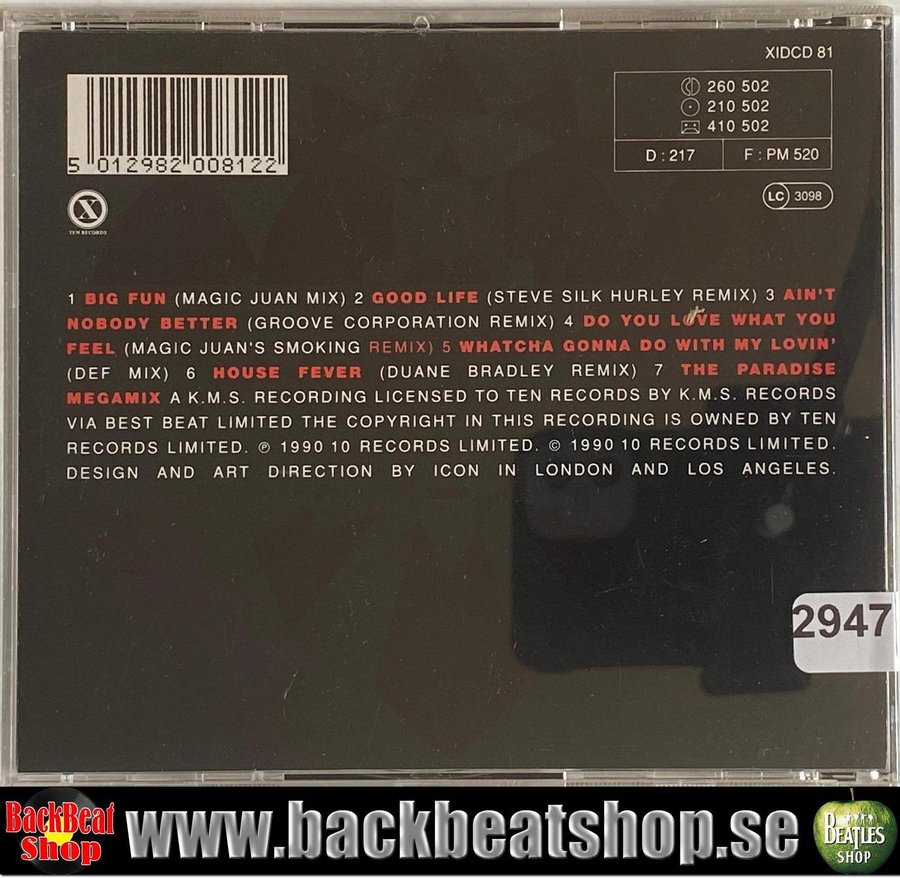 XIDCD 81
260 502
210 502
410 502
D : 217 F : PM 520
LC 3098
5 012982 008122
X
TEN RECORDS
1 BIG FUN (MAGIC JUAN MIX) 2 GOOD LIFE (STEVE SILK HURLEY REMIX) 3 AIN'T
NOBODY BETTER (GROOVE CORPORATION REMIX) 4 DO YOU LOVE WHAT YOU
FEEL (MAGIC JUAN'S SMOKING REMIX) 5 WHATCHA GONNA DO WITH MY LOVIN'
(DEF MIX) 6 HOUSE FEVER (DUANE BRADLEY REMIX) 7 THE PARADISE
MEGAMIX A K.M.S. RECORDING LICENSED TO TEN RECORDS BY K.M.S. RECORDS
VIA BEST BEAT LIMITED THE COPYRIGHT IN THIS RECORDING IS OWNED BY TEN
RECORDS LIMITED. ℗ 1990 10 RECORDS LIMITED. © 1990 10 RECORDS LIMITED.
DESIGN AND ART DIRECTION BY ICON IN LONDON AND LOS ANGELES.
2947
BackBeat
Shop
www.backbeatshop.se
BEATLES
SHOP